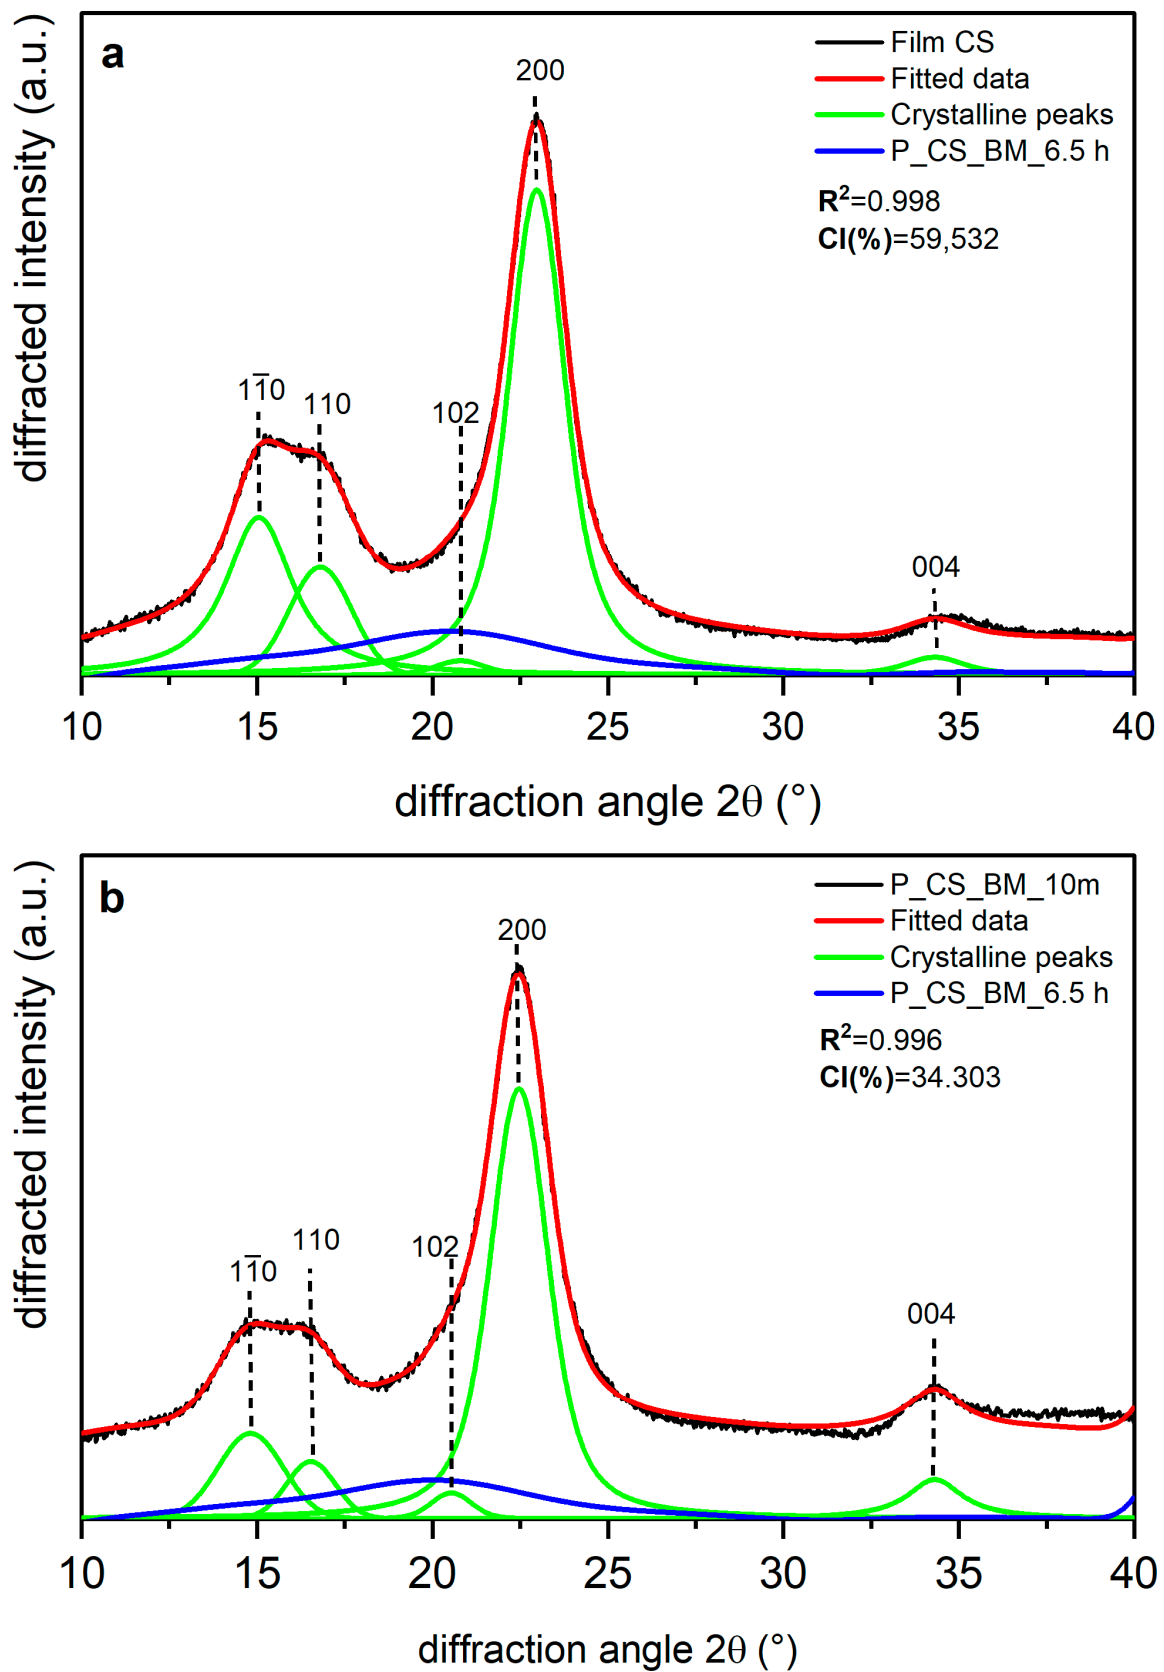 a
diffracted intensity (a.u.)
Film CS
Fitted data
Crystalline peaks
P_CS_BM_6.5 h
R²=0.998
CI(%)=59,532
200
11̅0
110
102
004
10 15 20 25 30 35 40
diffraction angle 2θ (°)
b
diffracted intensity (a.u.)
P_CS_BM_10m
Fitted data
Crystalline peaks
P_CS_BM_6.5 h
R²=0.996
CI(%)=34.303
200
11̅0
110
102
004
10 15 20 25 30 35 40
diffraction angle 2θ (°)